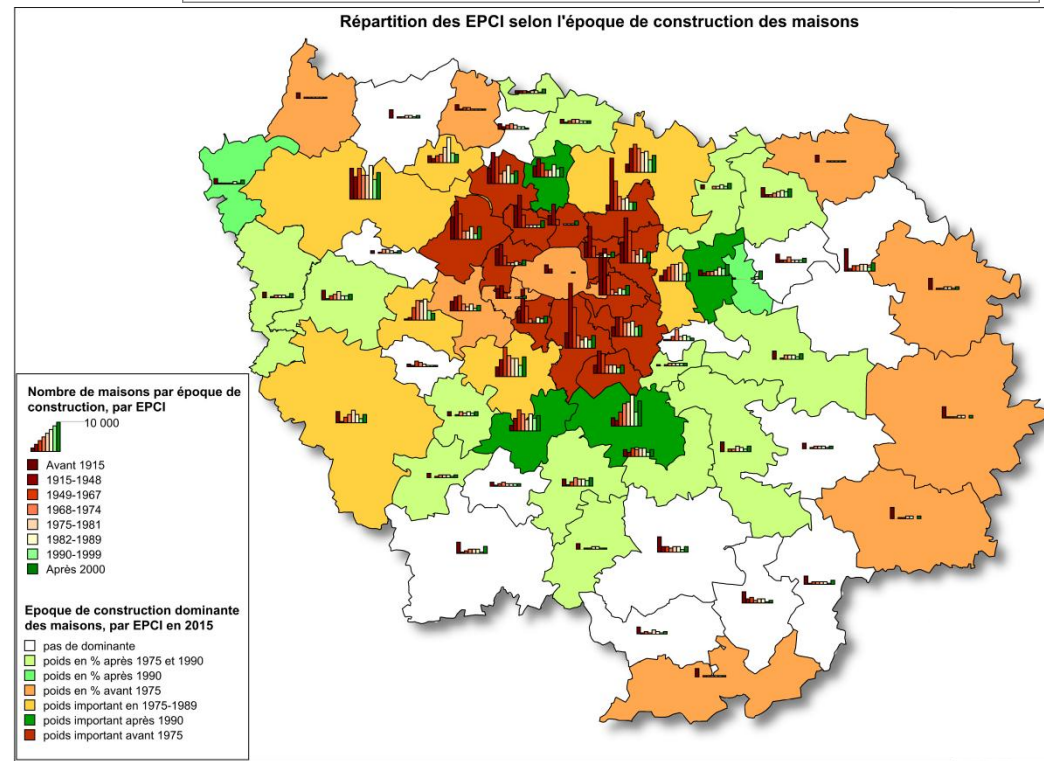 Répartition des EPCI selon l'époque de construction des maisons
Nombre de maisons par époque de
construction, par EPCI
10 000
Avant 1915
1915-1948
1949-1967
1968-1974
1975-1981
1982-1989
1990-1999
Après 2000
Epoque de construction dominante
des maisons, par EPCI en 2015
pas de dominante
poids en % après 1975 et 1990
poids en % après 1990
poids en % avant 1975
poids important en 1975-1989
poids important après 1990
poids important avant 1975